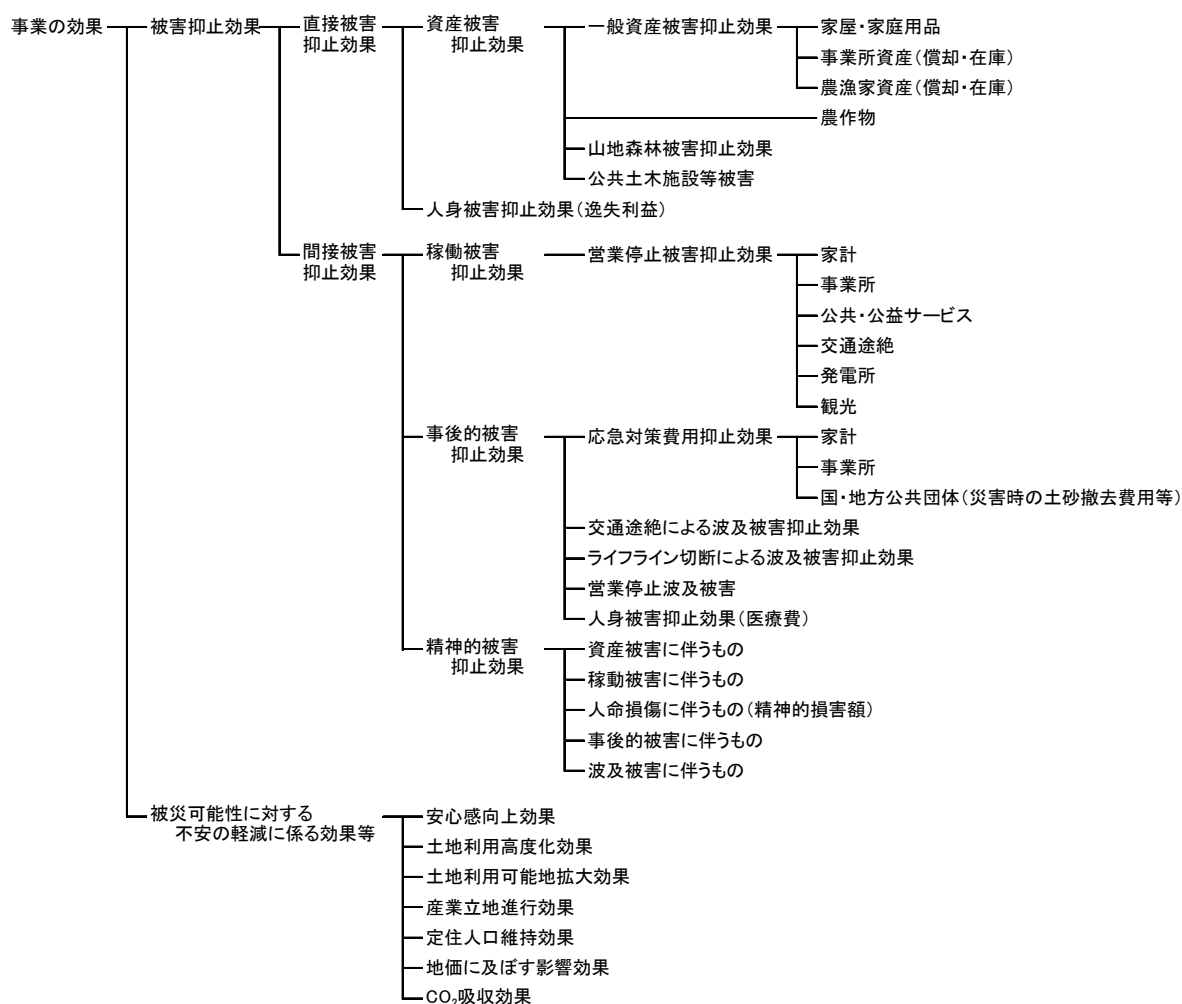 事業の効果 被害抑止効果 直接被害 資産被害 一般資産被害抑止効果 家屋・家庭用品
抑止効果 抑止効果
事業所資産（償却・在庫）
農漁家資産（償却・在庫）
農作物
山地森林被害抑止効果
公共土木施設等被害
人身被害抑止効果（逸失利益）
間接被害 稼働被害 営業停止被害抑止効果 家計
抑止効果 抑止効果
事業所
公共・公益サービス
交通途絶
発電所
観光
事後的被害 応急対策費用抑止効果 家計
抑止効果
事業所
国・地方公共団体（災害時の土砂撤去費用等）
交通途絶による波及被害抑止効果
ライフライン切断による波及被害抑止効果
営業停止波及被害
人身被害抑止効果（医療費）
精神的被害 資産被害に伴うもの
抑止効果
稼動被害に伴うもの
人命損傷に伴うもの（精神的損害額）
事後的被害に伴うもの
波及被害に伴うもの
被災可能性に対する 安心感向上効果
不安の軽減に係る効果等
土地利用高度化効果
土地利用可能地拡大効果
産業立地進行効果
定住人口維持効果
地価に及ぼす影響効果
CO₂吸収効果